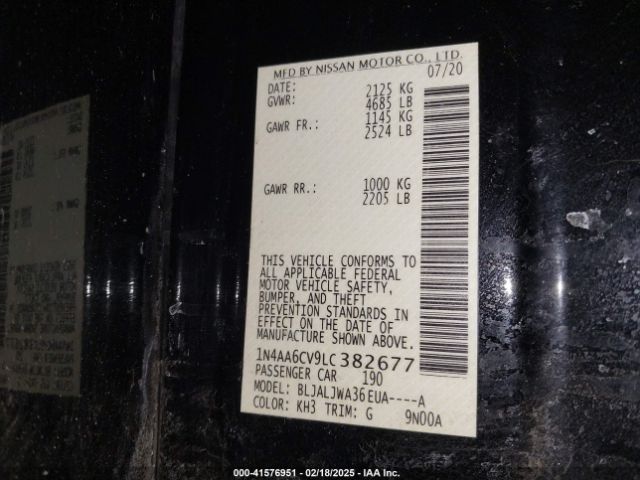 MFD BY NISSAN MOTOR CO., LTD.
DATE: 07/20
GVWR: 2125 KG
4685 LB
GAWR FR.: 1145 KG
2524 LB
GAWR RR.: 1000 KG
2205 LB
THIS VEHICLE CONFORMS TO
ALL APPLICABLE FEDERAL
MOTOR VEHICLE SAFETY,
BUMPER, AND THEFT
PREVENTION STANDARDS IN
EFFECT ON THE DATE OF
MANUFACTURE SHOWN ABOVE.
1N4AA6CV9LC382677
PASSENGER CAR 190
MODEL: BLJALJWA36EUA----A
COLOR: KH3 TRIM: G 9N00A
000-41576951 | 02/18/2025 | IAA Inc.